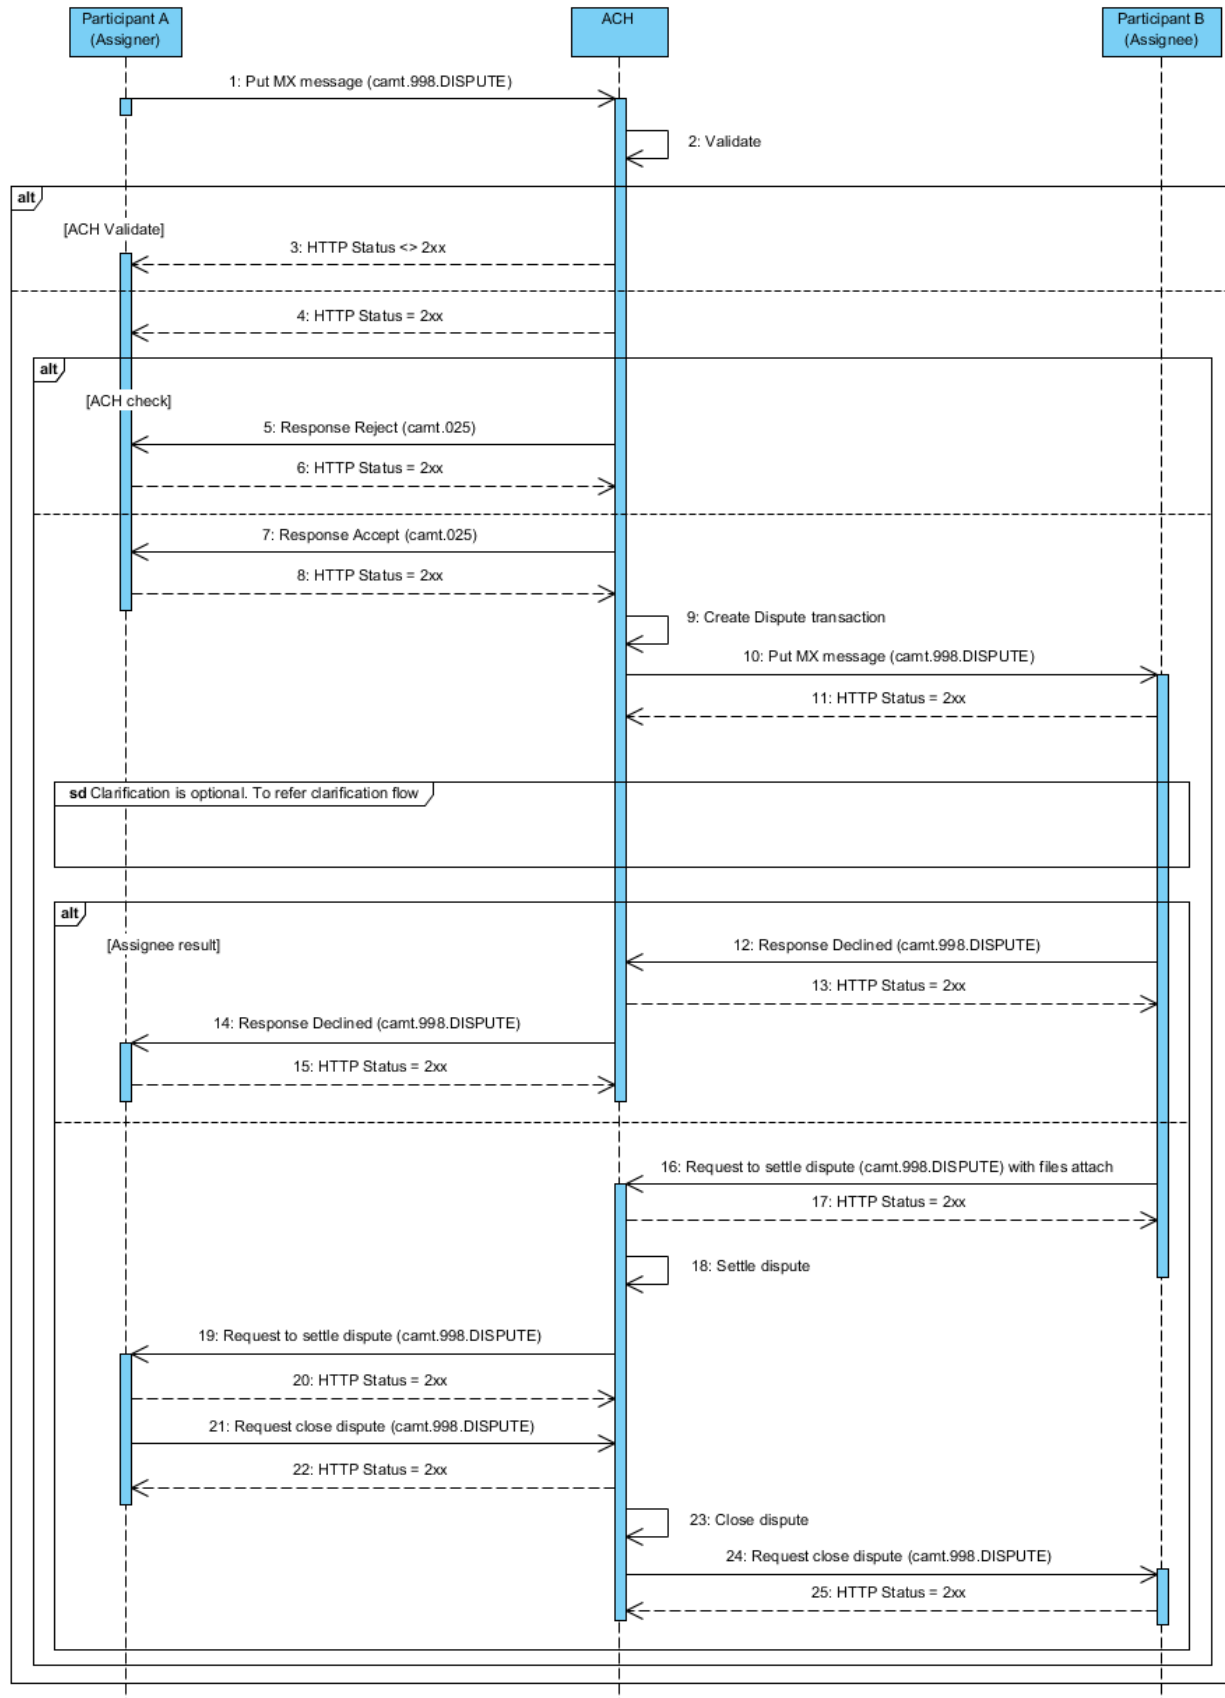 Participant A
(Assigner)
ACH
Participant B
(Assignee)
1: Put MX message (camt.998.DISPUTE)
2: Validate
alt
[ACH Validate]
3: HTTP Status <> 2xx
4: HTTP Status = 2xx
alt
[ACH check]
5: Response Reject (camt.025)
6: HTTP Status = 2xx
7: Response Accept (camt.025)
8: HTTP Status = 2xx
9: Create Dispute transaction
10: Put MX message (camt.998.DISPUTE)
11: HTTP Status = 2xx
sd Clarification is optional. To refer clarification flow
alt
[Assignee result]
12: Response Declined (camt.998.DISPUTE)
13: HTTP Status = 2xx
14: Response Declined (camt.998.DISPUTE)
15: HTTP Status = 2xx
16: Request to settle dispute (camt.998.DISPUTE) with files attach
17: HTTP Status = 2xx
18: Settle dispute
19: Request to settle dispute (camt.998.DISPUTE)
20: HTTP Status = 2xx
21: Request close dispute (camt.998.DISPUTE)
22: HTTP Status = 2xx
23: Close dispute
24: Request close dispute (camt.998.DISPUTE)
25: HTTP Status = 2xx